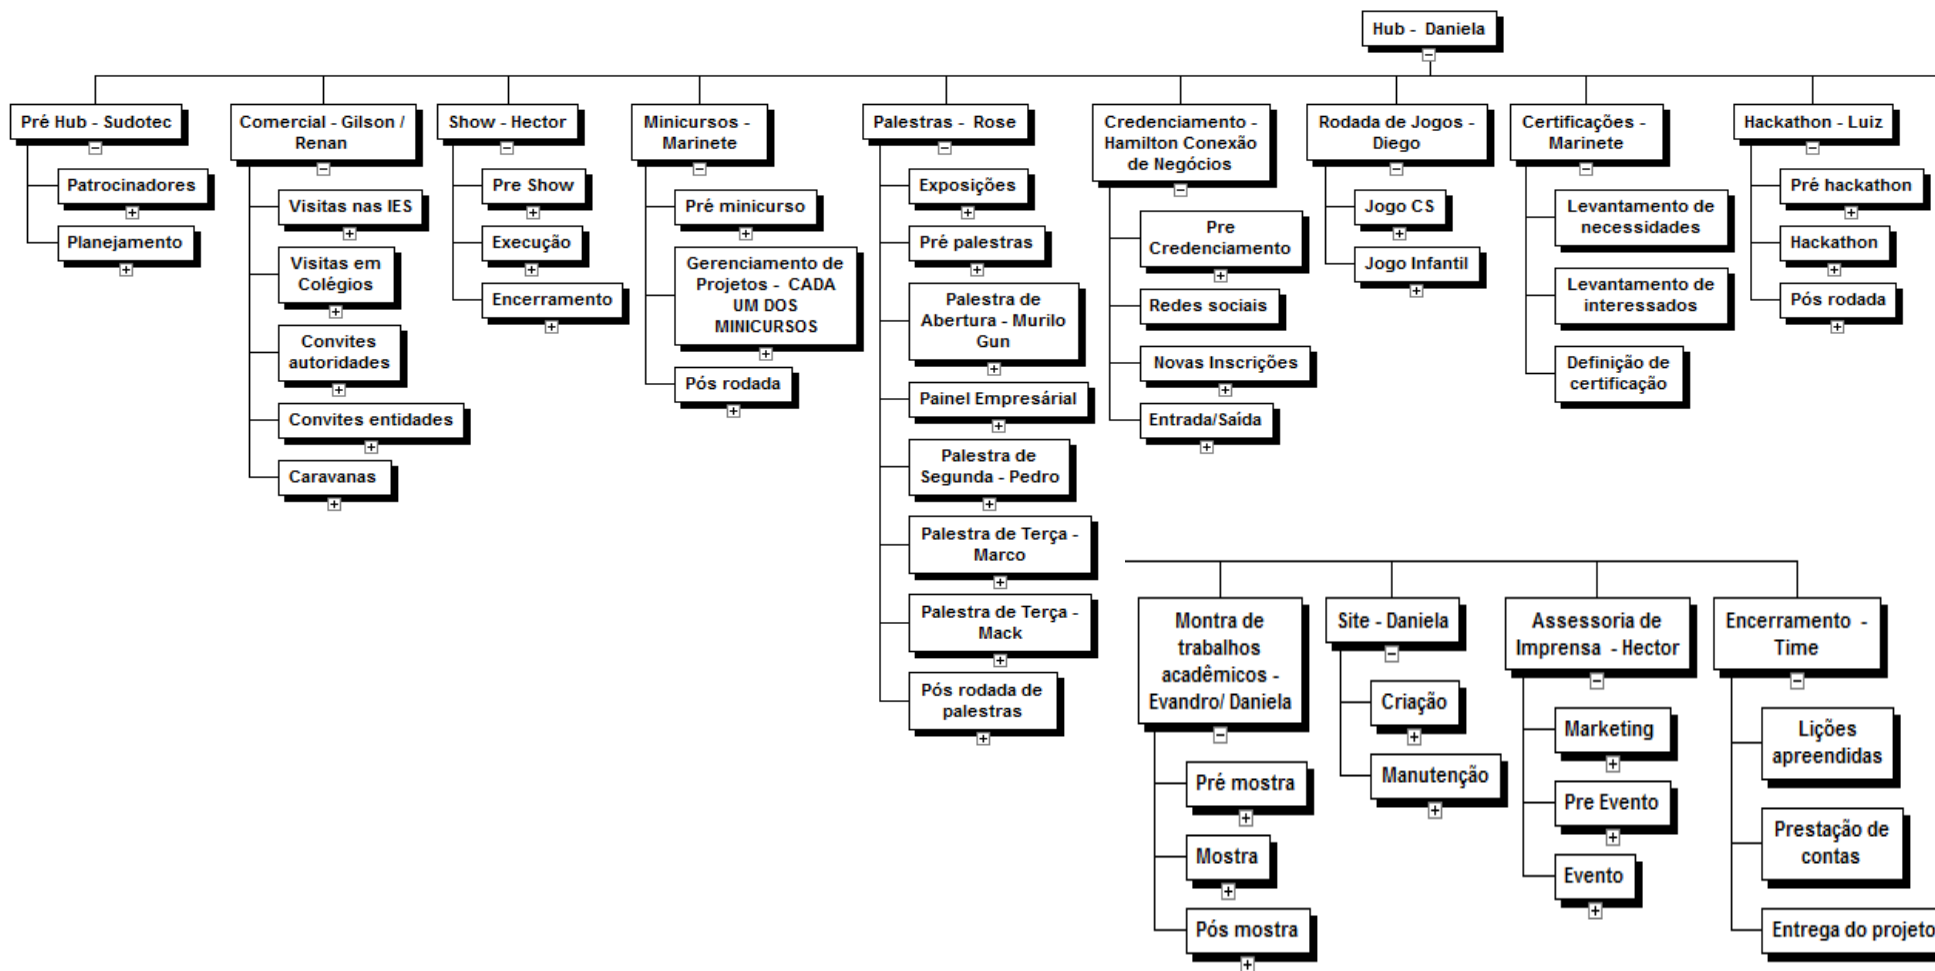 Hub - Daniela
Pré Hub - Sudotec
Patrocinadores
Planejamento
Comercial - Gilson /
Renan
Visitas nas IES
Visitas em
Colégios
Convites
autoridades
Convites entidades
Caravanas
Show - Hector
Pre Show
Execução
Encerramento
Minicursos -
Marinete
Pré minicurso
Gerenciamento de
Projetos - CADA
UM DOS
MINICURSOS
Pós rodada
Palestras - Rose
Exposições
Pré palestras
Palestra de
Abertura - Murilo
Gun
Painel Empresárial
Palestra de
Segunda - Pedro
Palestra de Terça -
Marco
Palestra de Terça -
Mack
Pós rodada de
palestras
Credenciamento -
Hamilton Conexão
de Negócios
Pre
Credenciamento
Redes sociais
Novas Inscrições
Entrada/Saída
Rodada de Jogos -
Diego
Jogo CS
Jogo Infantil
Certificações -
Marinete
Levantamento de
necessidades
Levantamento de
interessados
Definição de
certificação
Hackathon - Luiz
Pré hackathon
Hackathon
Pós rodada
Montra de
trabalhos
acadêmicos -
Evandro/ Daniela
Pré mostra
Mostra
Pós mostra
Site - Daniela
Criação
Manutenção
Assessoria de
Imprensa - Hector
Marketing
Pre Evento
Evento
Encerramento -
Time
Lições
apreendidas
Prestação de
contas
Entrega do projeto